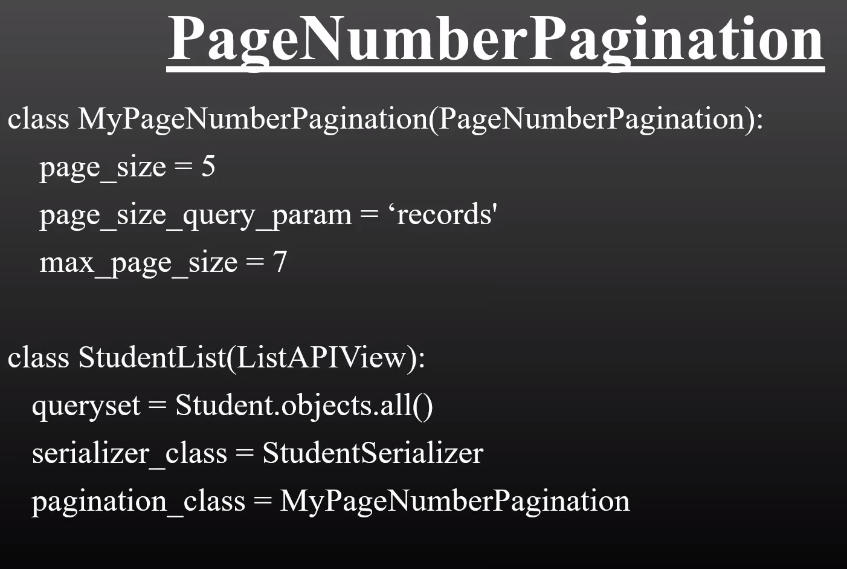 PageNumberPagination
class MyPageNumberPagination(PageNumberPagination):
page_size = 5
page_size_query_param = ‘records'
max_page_size = 7
class StudentList(ListAPIView):
queryset = Student.objects.all()
serializer_class = StudentSerializer
pagination_class = MyPageNumberPagination